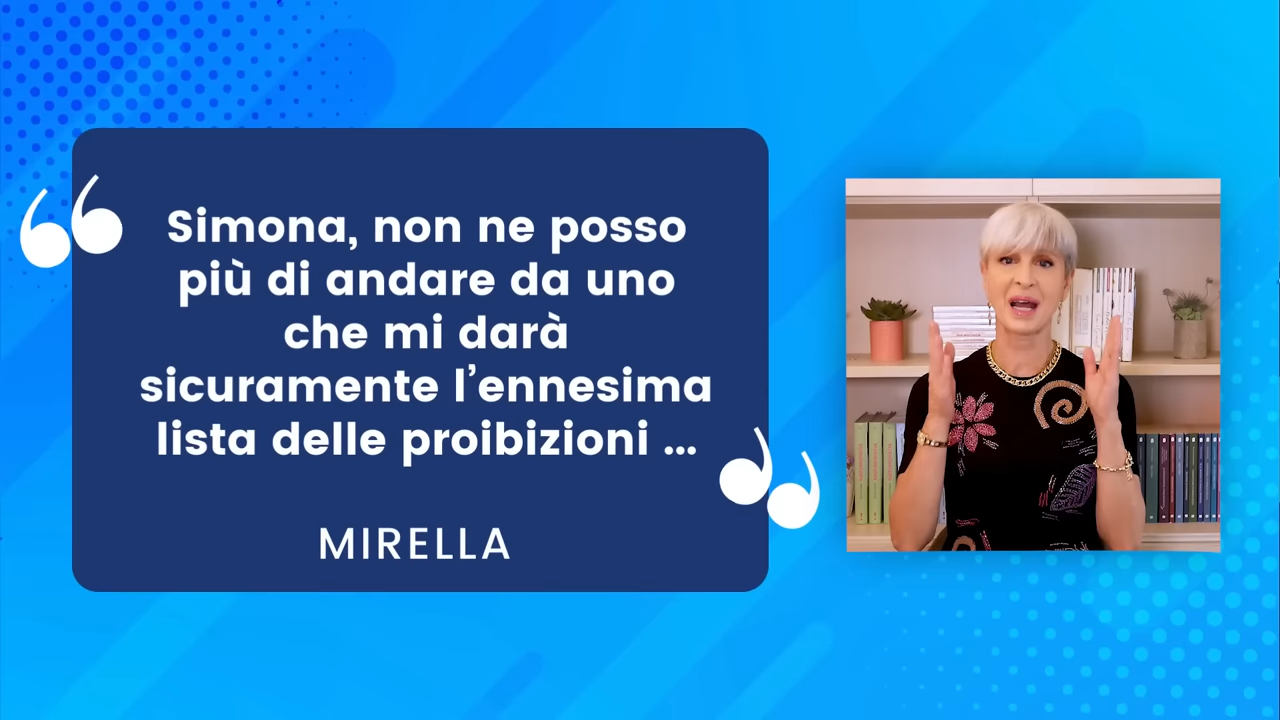 Simona, non ne posso
più di andare da uno
che mi darà
sicuramente l’ennesima
lista delle proibizioni ...
MIRELLA